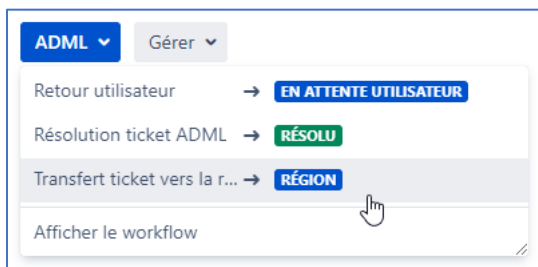 ADML Gérer
Retour utilisateur → EN ATTENTE UTILISATEUR
Résolution ticket ADML → RÉSOLU
Transfert ticket vers la r... → RÉGION
Afficher le workflow